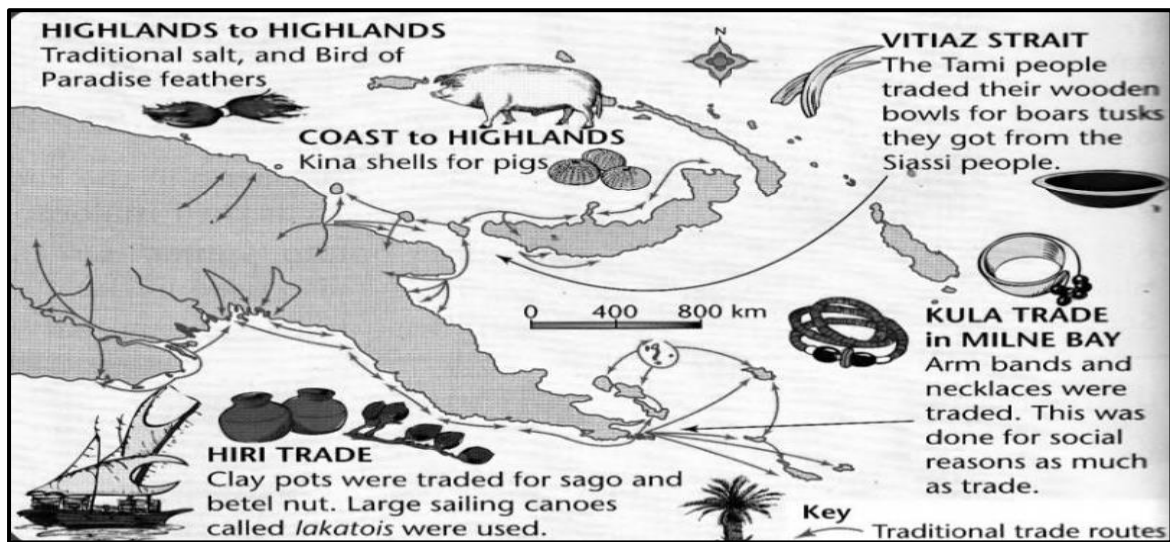 HIGHLANDS to HIGHLANDS
Traditional salt, and Bird of
Paradise feathers
N
VITIAZ STRAIT
The Tami people
traded their wooden
bowls for boars tusks
they got from the
Siassi people.
COAST to HIGHLANDS
Kina shells for pigs
0 400 800 km
KULA TRADE
in MILNE BAY
Arm bands and
necklaces were
traded. This was
done for social
reasons as much
as trade.
HIRI TRADE
Clay pots were traded for sago and
betel nut. Large sailing canoes
called lakatois were used.
Key
Traditional trade routes